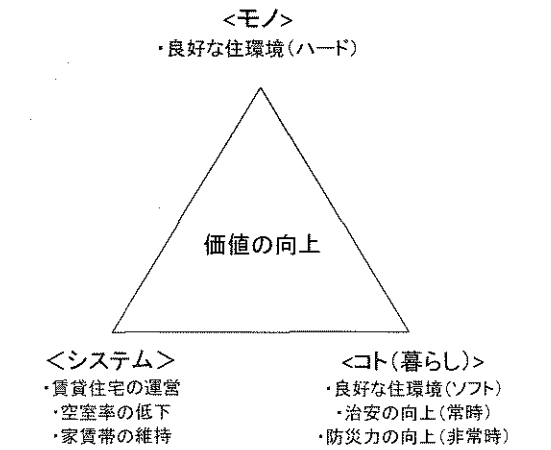 <モノ>
・良好な住環境(ハード)
価値の向上
<システム>
・賃貸住宅の運営
・空室率の低下
・家賃帯の維持
<コト(暮らし)>
・良好な住環境(ソフト)
・治安の向上(常時)
・防災力の向上(非常時)